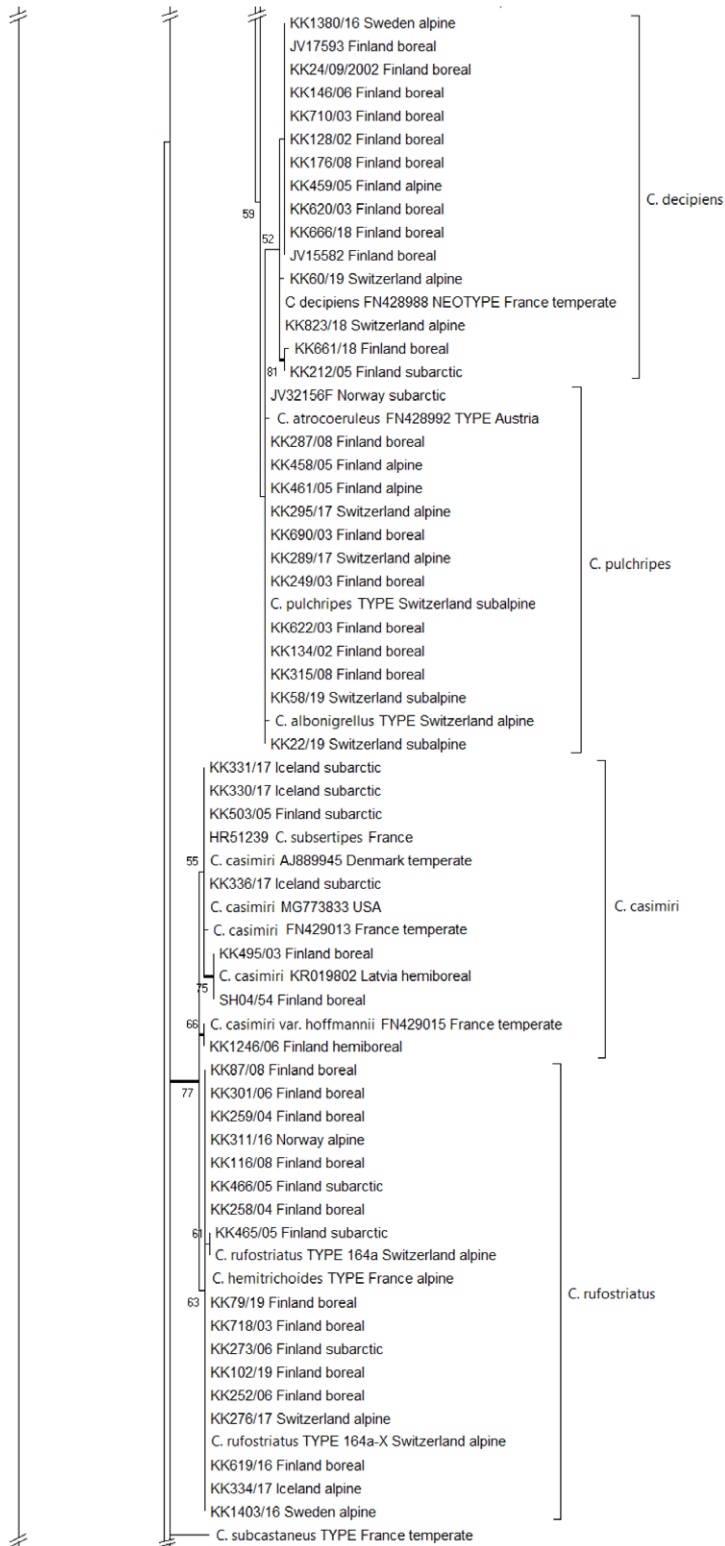 KK1380/16 Sweden alpine
JV17593 Finland boreal
KK24/09/2002 Finland boreal
KK146/06 Finland boreal
KK710/03 Finland boreal
KK128/02 Finland boreal
KK176/08 Finland boreal
KK459/05 Finland alpine
C. decipiens
59
KK620/03 Finland boreal
52
KK666/18 Finland boreal
JV15582 Finland boreal
KK60/19 Switzerland alpine
C decipiens FN428988 NEOTYPE France temperate
KK823/18 Switzerland alpine
KK661/18 Finland boreal
81
KK212/05 Finland subarctic
JV32156F Norway subarctic
C. atrocoeruleus FN428992 TYPE Austria
KK287/08 Finland boreal
KK458/05 Finland alpine
KK461/05 Finland alpine
KK295/17 Switzerland alpine
KK690/03 Finland boreal
KK289/17 Switzerland alpine
C. pulchripes
KK249/03 Finland boreal
C. pulchripes TYPE Switzerland subalpine
KK622/03 Finland boreal
KK134/02 Finland boreal
KK315/08 Finland boreal
KK58/19 Switzerland subalpine
C. albonigrellus TYPE Switzerland alpine
KK22/19 Switzerland subalpine
KK331/17 Iceland subarctic
KK330/17 Iceland subarctic
KK503/05 Finland subarctic
HR51239 C. subsertipes France
55
C. casimiri AJ889945 Denmark temperate
KK336/17 Iceland subarctic
C. casimiri MG773833 USA
C. casimiri
C. casimiri FN429013 France temperate
KK495/03 Finland boreal
C. casimiri KR019802 Latvia hemiboreal
75
SH04/54 Finland boreal
66
C. casimiri var. hoffmannii FN429015 France temperate
KK1246/06 Finland hemiboreal
KK87/08 Finland boreal
77
KK301/06 Finland boreal
KK259/04 Finland boreal
KK311/16 Norway alpine
KK116/08 Finland boreal
KK466/05 Finland subarctic
KK258/04 Finland boreal
61
KK465/05 Finland subarctic
C. rufostriatus TYPE 164a Switzerland alpine
C. hemitrichoides TYPE France alpine
C. rufostriatus
63
KK79/19 Finland boreal
KK718/03 Finland boreal
KK273/06 Finland subarctic
KK102/19 Finland boreal
KK252/06 Finland boreal
KK276/17 Switzerland alpine
C. rufostriatus TYPE 164a-X Switzerland alpine
KK619/16 Finland boreal
KK334/17 Iceland alpine
KK1403/16 Sweden alpine
C. subcastaneus TYPE France temperate